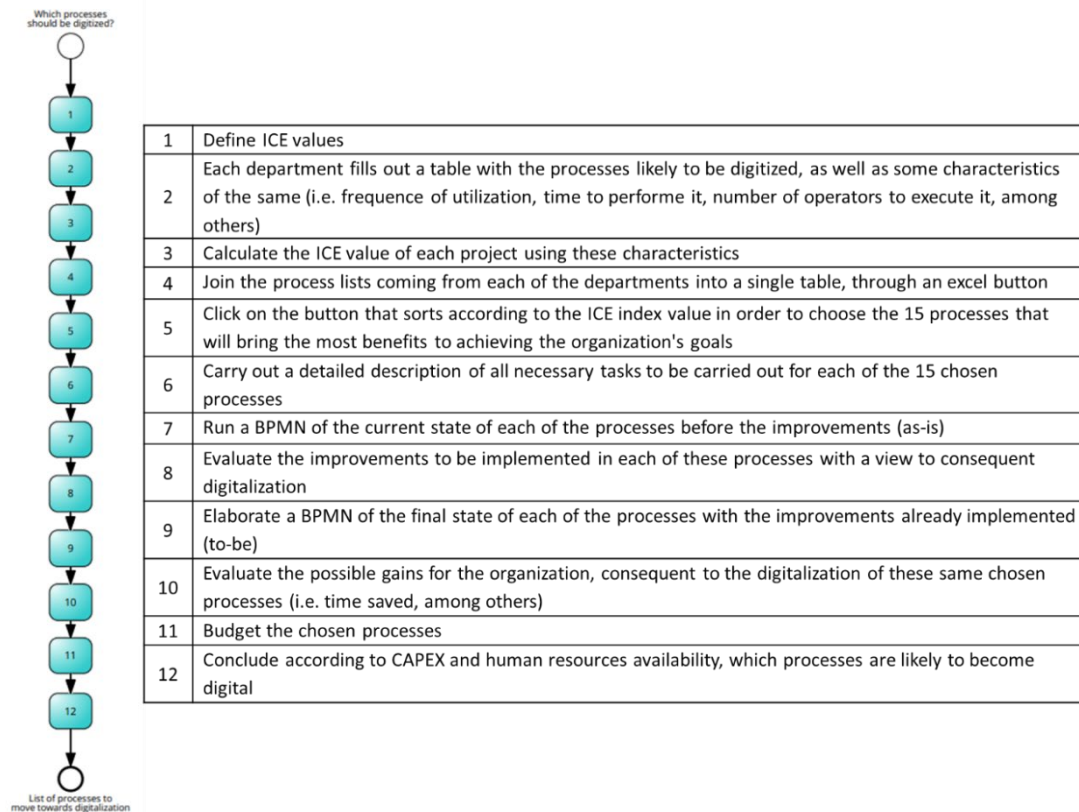 Which processes
should be digitized?
1
2
3
4
5
6
7
8
9
10
11
12
List of processes to
move towards digitalization
1 Define ICE values
2 Each department fills out a table with the processes likely to be digitized, as well as some characteristics
of the same (i.e. frequence of utilization, time to performe it, number of operators to execute it, among
others)
3 Calculate the ICE value of each project using these characteristics
4 Join the process lists coming from each of the departments into a single table, through an excel button
5 Click on the button that sorts according to the ICE index value in order to choose the 15 processes that
will bring the most benefits to achieving the organization's goals
6 Carry out a detailed description of all necessary tasks to be carried out for each of the 15 chosen
processes
7 Run a BPMN of the current state of each of the processes before the improvements (as-is)
8 Evaluate the improvements to be implemented in each of these processes with a view to consequent
digitalization
9 Elaborate a BPMN of the final state of each of the processes with the improvements already implemented
(to-be)
10 Evaluate the possible gains for the organization, consequent to the digitalization of these same chosen
processes (i.e. time saved, among others)
11 Budget the chosen processes
12 Conclude according to CAPEX and human resources availability, which processes are likely to become
digital